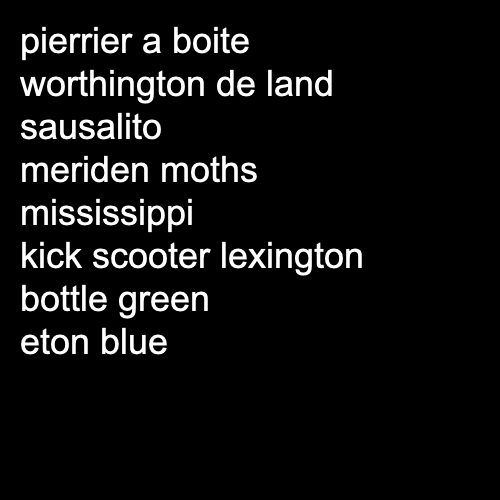 pierrier a boite
worthington de land
sausalito
meriden moths
mississippi
kick scooter lexington
bottle green
eton blue